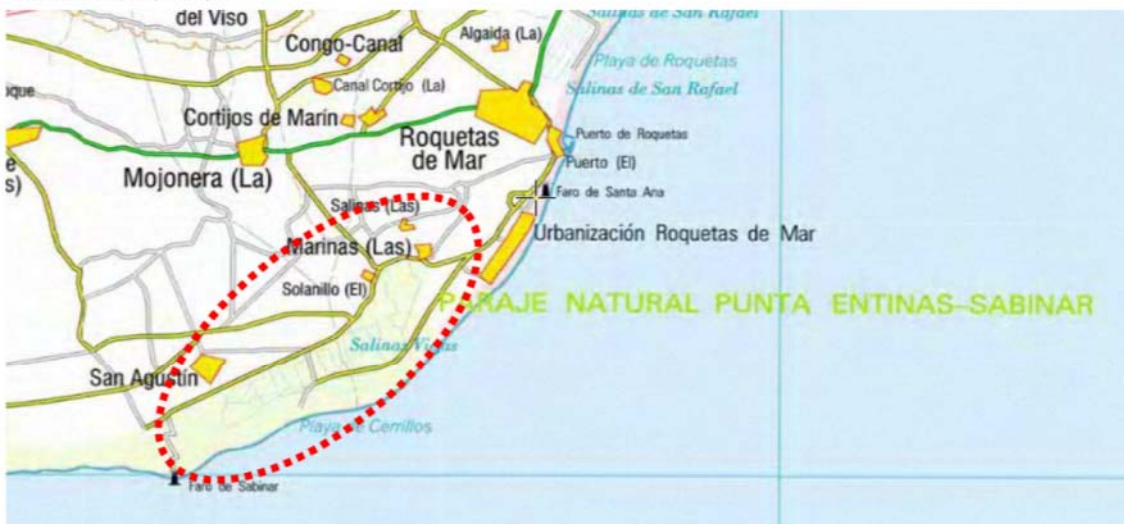 del Viso
Salinas de San Rafael
Congo-Canal
Algaida (La)
Playa de Roquetas
Canal Cortijo (La)
Salinas de San Rafael
Cortijos de Marín
Roquetas
de Mar
Puerto de Roquetas
Puerto (El)
Mojonera (La)
s)
Faro de Santa Ana
Salinas (Las)
Urbanización Roquetas de Mar
Marinas (Las)
Solanillo (El)
PARAJE NATURAL PUNTA ENTINAS-SABINAR
Salinas Viejas
San Agustín
Playa de Cerrillos
Faro de Sabinar